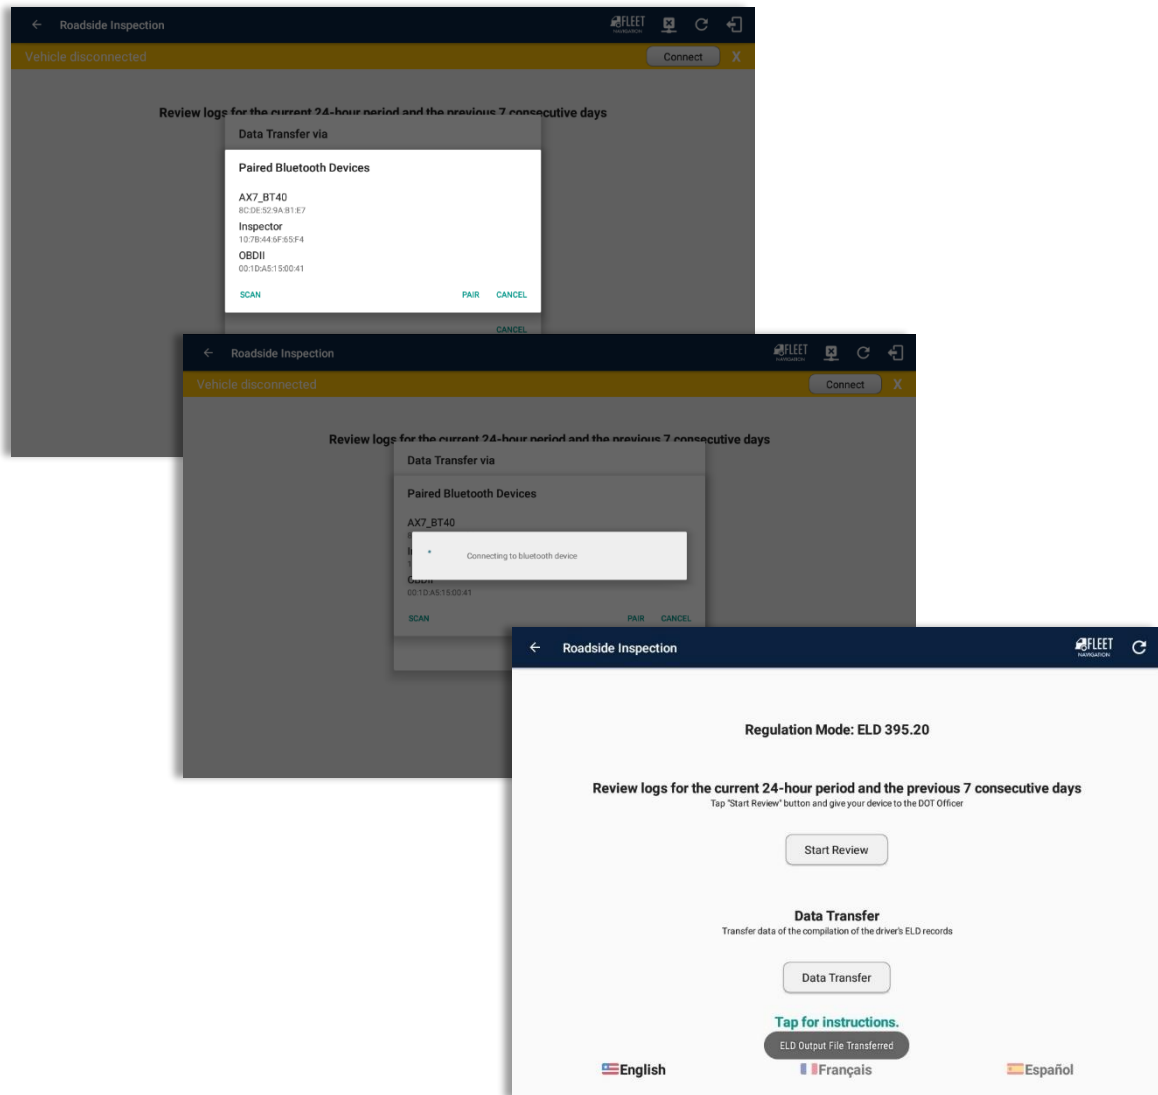 Roadside Inspection
FLEET
NAVIGATION
Vehicle disconnected
Connect
X
Review logs for the current 24-hour period and the previous 7 consecutive days
Data Transfer via
Paired Bluetooth Devices
AX7_BT40
8C:DE:52:9A:81:E7
Inspector
10:7B:44:6F:65:F4
OBDII
00:1D:A5:15:00:41
SCAN PAIR CANCEL
CANCEL
Roadside Inspection
FLEET
NAVIGATION
Vehicle disconnected
Connect
X
Review logs for the current 24-hour period and the previous 7 consecutive days
Data Transfer via
Paired Bluetooth Devices
AX7_BT40
Connecting to bluetooth device
OBDII
00:1D:A5:15:00:41
SCAN PAIR CANCEL
Roadside Inspection
FLEET
NAVIGATION
Regulation Mode: ELD 395.20
Review logs for the current 24-hour period and the previous 7 consecutive days
Tap "Start Review" button and give your device to the DOT Officer
Start Review
Data Transfer
Transfer data of the compilation of the driver's ELD records
Data Transfer
Tap for instructions.
ELD Output File Transferred
English Français Español